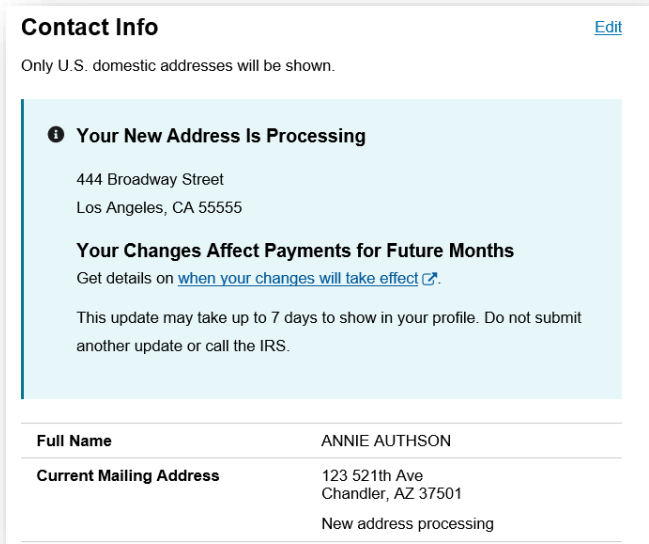 Contact Info
Edit
Only U.S. domestic addresses will be shown.
Your New Address Is Processing
444 Broadway Street
Los Angeles, CA 55555
Your Changes Affect Payments for Future Months
Get details on when your changes will take effect.
This update may take up to 7 days to show in your profile. Do not submit
another update or call the IRS.
Full Name ANNIE AUTHSON
Current Mailing Address 123 521th Ave
Chandler, AZ 37501
New address processing